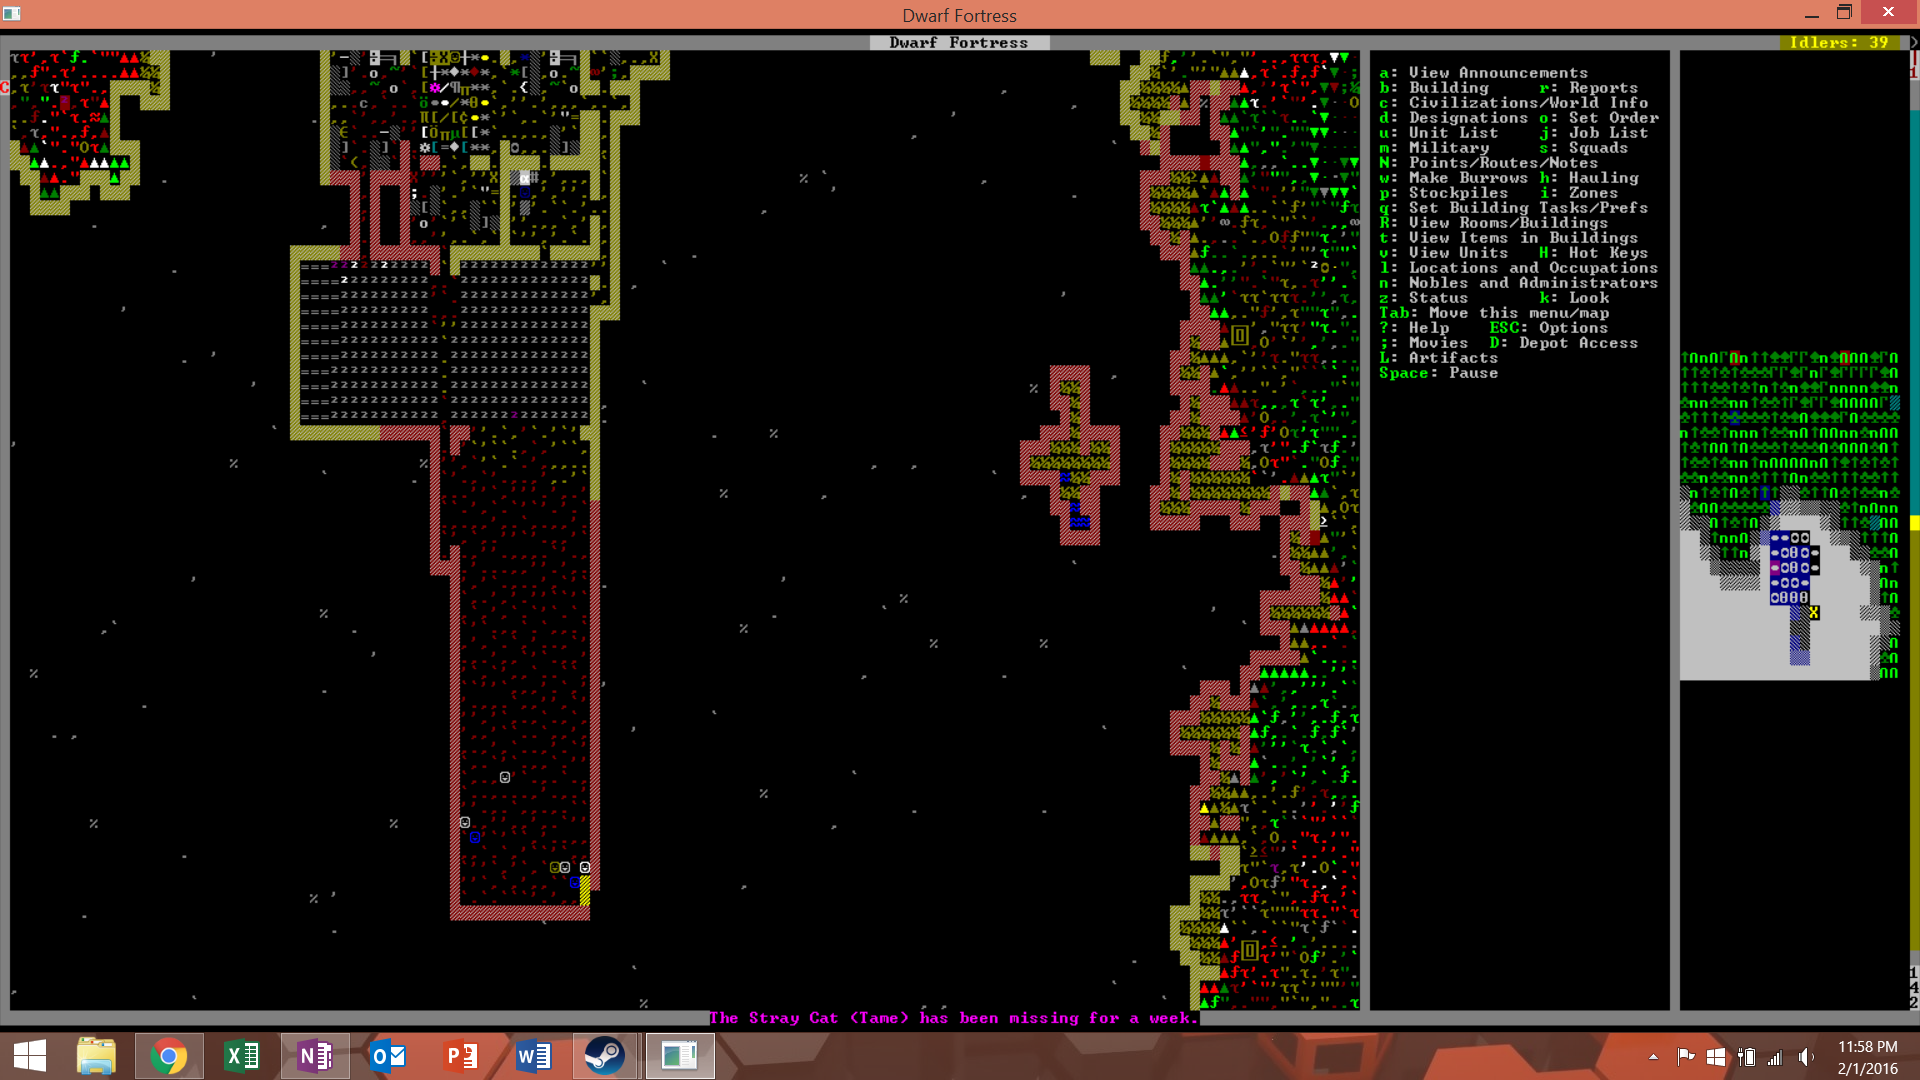 Dwarf Fortress
Dwarf Fortress
Idlers: 39
a: View Announcements
b: Building r: Reports
c: Civilizations/World Info
d: Designations o: Set Order
u: Unit List j: Job List
m: Military s: Squads
N: Points/Routes/Notes
w: Make Burrows h: Hauling
p: Stockpiles i: Zones
q: Set Building Tasks/Prefs
R: View Rooms/Buildings
t: View Items in Buildings
v: View Units H: Hot Keys
l: Locations and Occupations
n: Nobles and Administrators
z: Status k: Look
Tab: Move this menu/map
?: Help ESC: Options
;: Movies D: Depot Access
L: Artifacts
Space: Pause
The Stray Cat <Tame> has been missing for a week.
11:58 PM
2/1/2016